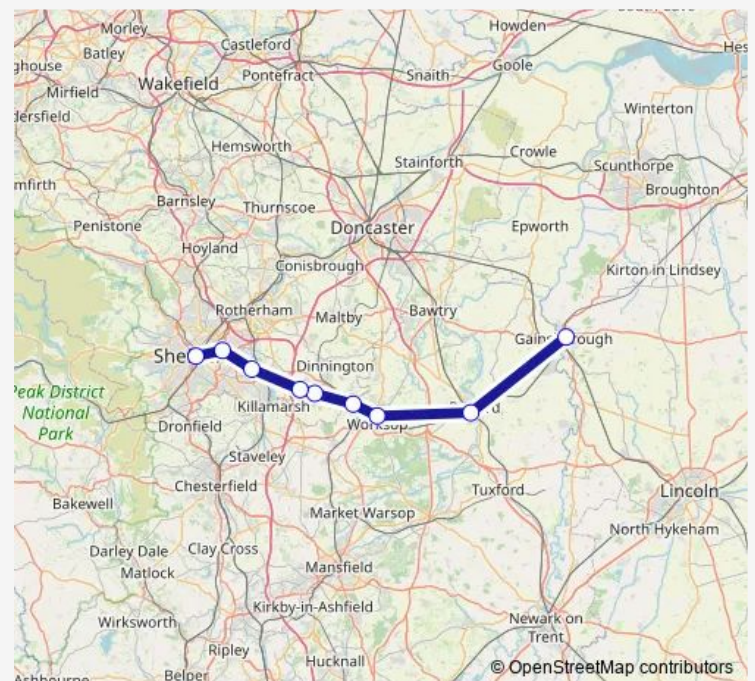 Morley
Castleford
Howden
Batley
Wakefield
Pontefract
Snaith
Goole
Mirfield
Winterton
Hemsworth
Stainforth
Crowle
Scunthorpe
Barnsley
Thurnscoe
Broughton
Penistone
Doncaster
Epworth
Hoyland
Conisbrough
Kirton in Lindsey
Rotherham
Maltby
Bawtry
Dinnington
Peak District
National
Park
Killamarsh
Dronfield
Worksop
Staveley
Chesterfield
Tuxford
Lincoln
Bakewell
Market Warsop
North Hykeham
Darley Dale
Clay Cross
Matlock
Mansfield
Kirkby-in-Ashfield
Wirksworth
Newark on
Trent
Ripley
Hucknall
Belper
© OpenStreetMap contributors